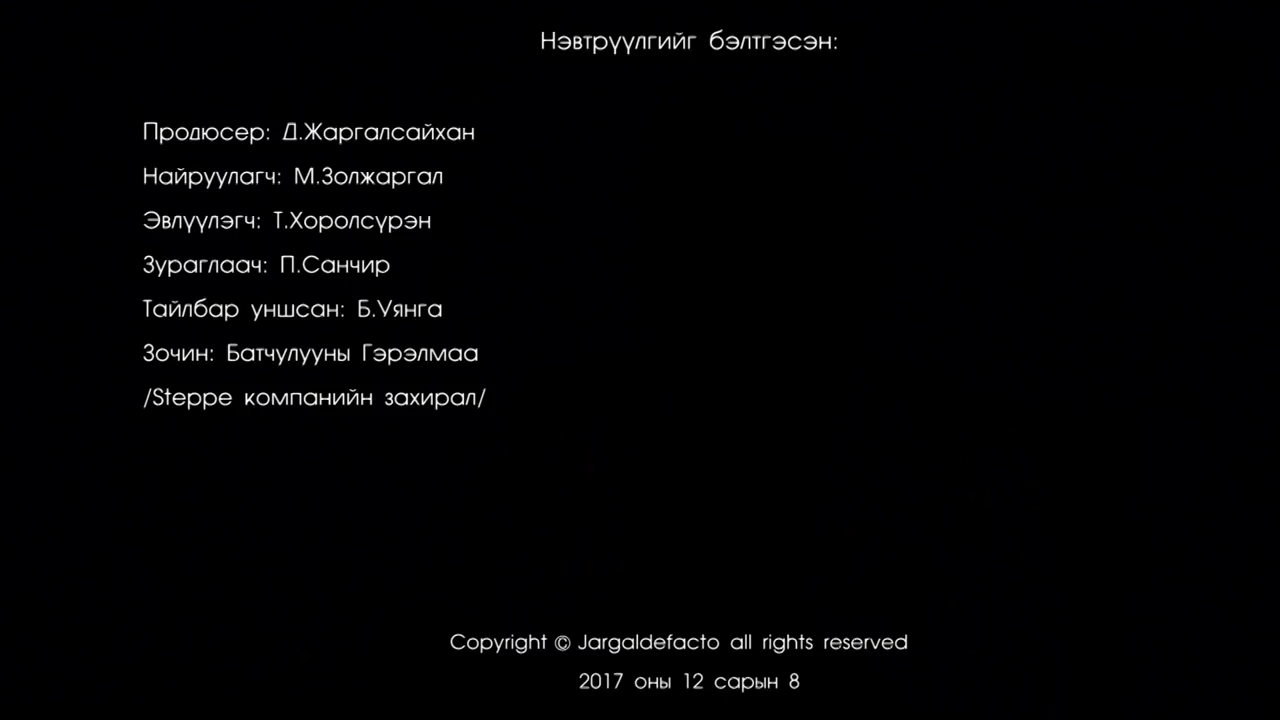 Нэвтрүүлгийг бэлтгэсэн:
Продюсер: Д.Жаргалсайхан
Найруулагч: М.Золжаргал
Эвлүүлэгч: Т.Хоролсүрэн
Зураглаач: П.Санчир
Тайлбар уншсан: Б.Уянга
Зочин: Батчулууны Гэрэлмаа
/Steppe компанийн захирал/
Copyright © Jargaldefacto all rights reserved
2017 оны 12 сарын 8